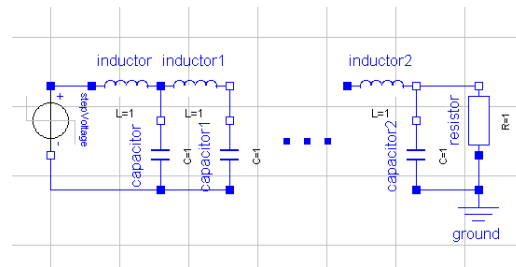 inductor
inductor1
inductor2
+
stepVoltage
-
L=1
L=1
L=1
capacitor
C=1
capacitor1
C=1
capacitor2
C=1
resistor
R=1
ground